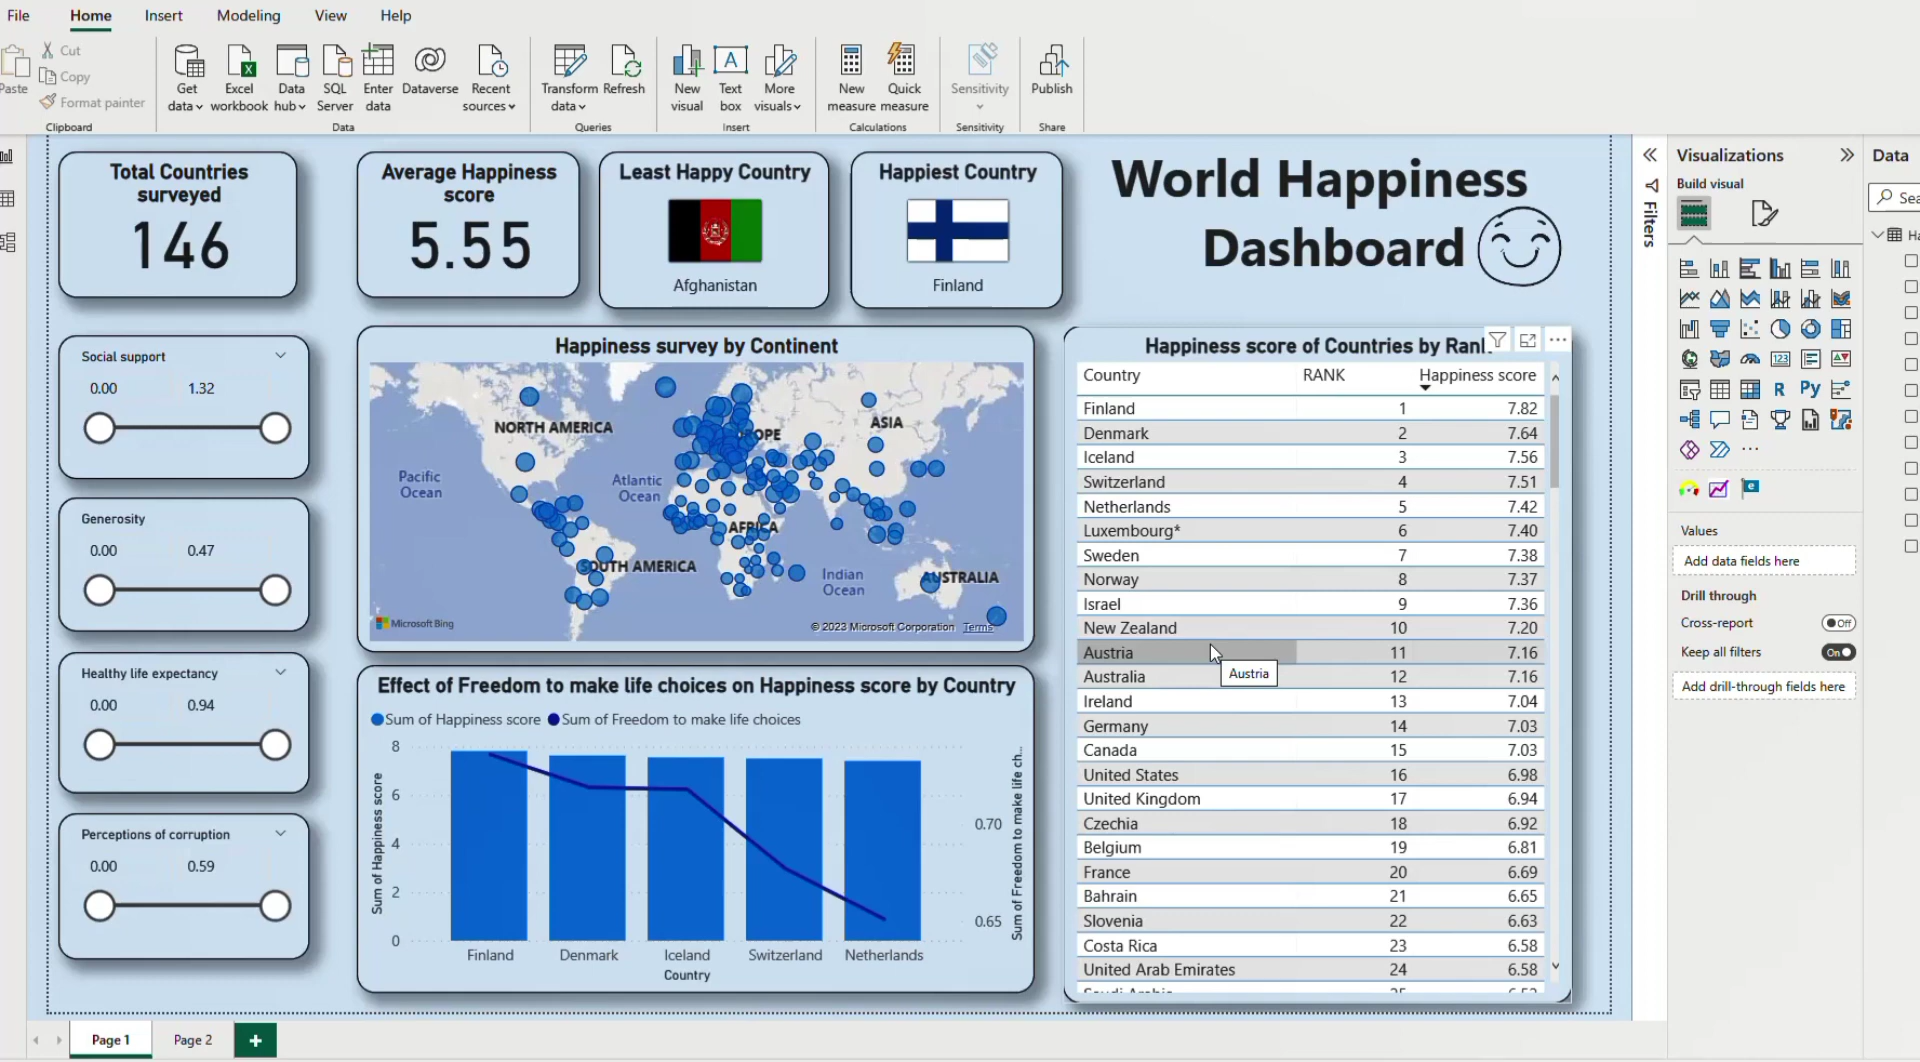 File Home Insert Modeling View Help
Paste
Cut
Copy
Format painter
Clipboard
Get data
Excel workbook
Data hub
SQL Server
Enter data
Dataverse
Recent sources
Data
Transform data
Refresh
Queries
New visual
Text box
More visuals
Insert
New measure
Quick measure
Calculations
Sensitivity
Sensitivity
Publish
Share
Total Countries
surveyed
146
Average Happiness
score
5.55
Least Happy Country
Afghanistan
Happiest Country
Finland
World Happiness
Dashboard
Social support
0.00 1.32
Generosity
0.00 0.47
Healthy life expectancy
0.00 0.94
Perceptions of corruption
0.00 0.59
Happiness survey by Continent
NORTH AMERICA
ASIA
Pacific
Ocean
Atlantic
Ocean
AFRICA
SOUTH AMERICA
Indian
Ocean
AUSTRALIA
Microsoft Bing
© 2023 Microsoft Corporation Terms
Effect of Freedom to make life choices on Happiness score by Country
Sum of Happiness score Sum of Freedom to make life choices
Sum of Happiness score
8
6
4
2
0
0.70
0.65
Sum of Freedom to make life ch...
Finland Denmark Iceland Switzerland Netherlands
Country
Happiness score of Countries by Rank
Country RANK Happiness score
Finland 1 7.82
Denmark 2 7.64
Iceland 3 7.56
Switzerland 4 7.51
Netherlands 5 7.42
Luxembourg* 6 7.40
Sweden 7 7.38
Norway 8 7.37
Israel 9 7.36
New Zealand 10 7.20
Austria 11 7.16
Austria
Australia 12 7.16
Ireland 13 7.04
Germany 14 7.03
Canada 15 7.03
United States 16 6.98
United Kingdom 17 6.94
Czechia 18 6.92
Belgium 19 6.81
France 20 6.69
Bahrain 21 6.65
Slovenia 22 6.63
Costa Rica 23 6.58
United Arab Emirates 24 6.58
Filters
Visualizations
Build visual
123
R
Py
Values
Add data fields here
Drill through
Cross-report Off
Keep all filters On
Add drill-through fields here
Data
Sea
Ha
Page 1 Page 2 +